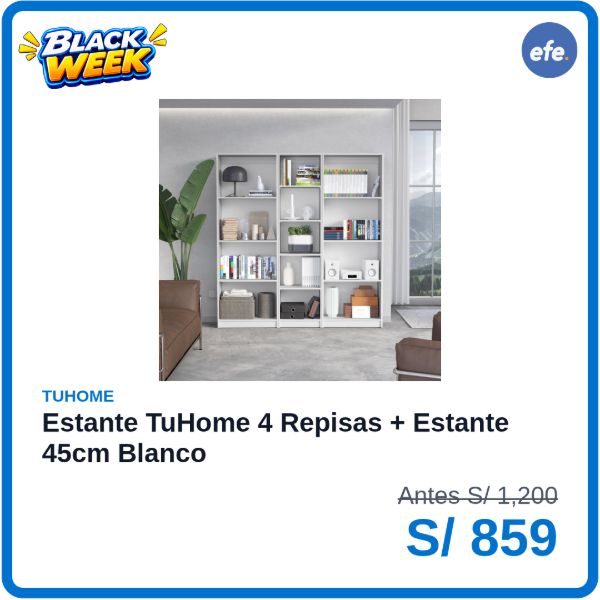 BLACK
WEEK
efe.
TUHOME
Estante TuHome 4 Repisas + Estante
45cm Blanco
Antes S/ 1,200
S/ 859